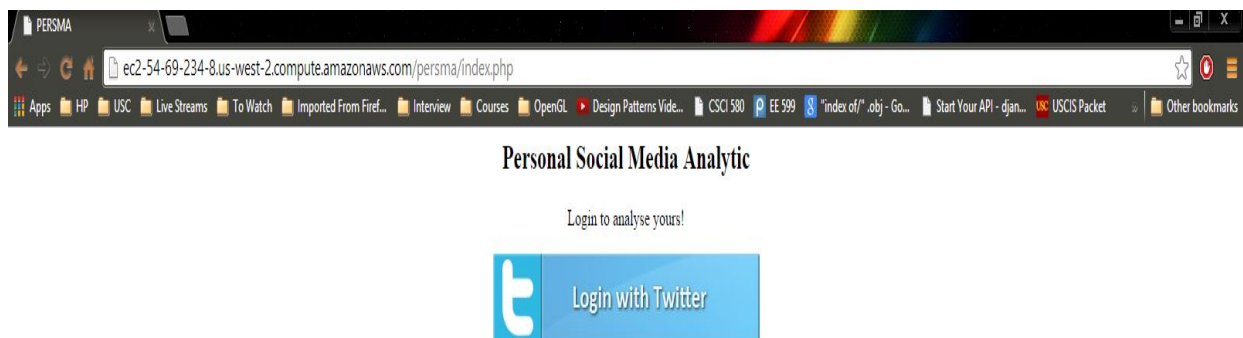 PERSMA
ec2-54-69-234-8.us-west-2.compute.amazonaws.com/persma/index.php
Apps HP USC Live Streams To Watch Imported From Firef... Interview Courses OpenGL Design Patterns Vide... CSCI 580 EE 599 "index of/" .obj - Go... Start Your API - djan... USC USCIS Packet » Other bookmarks
Personal Social Media Analytic
Login to analyse yours!
Login with Twitter